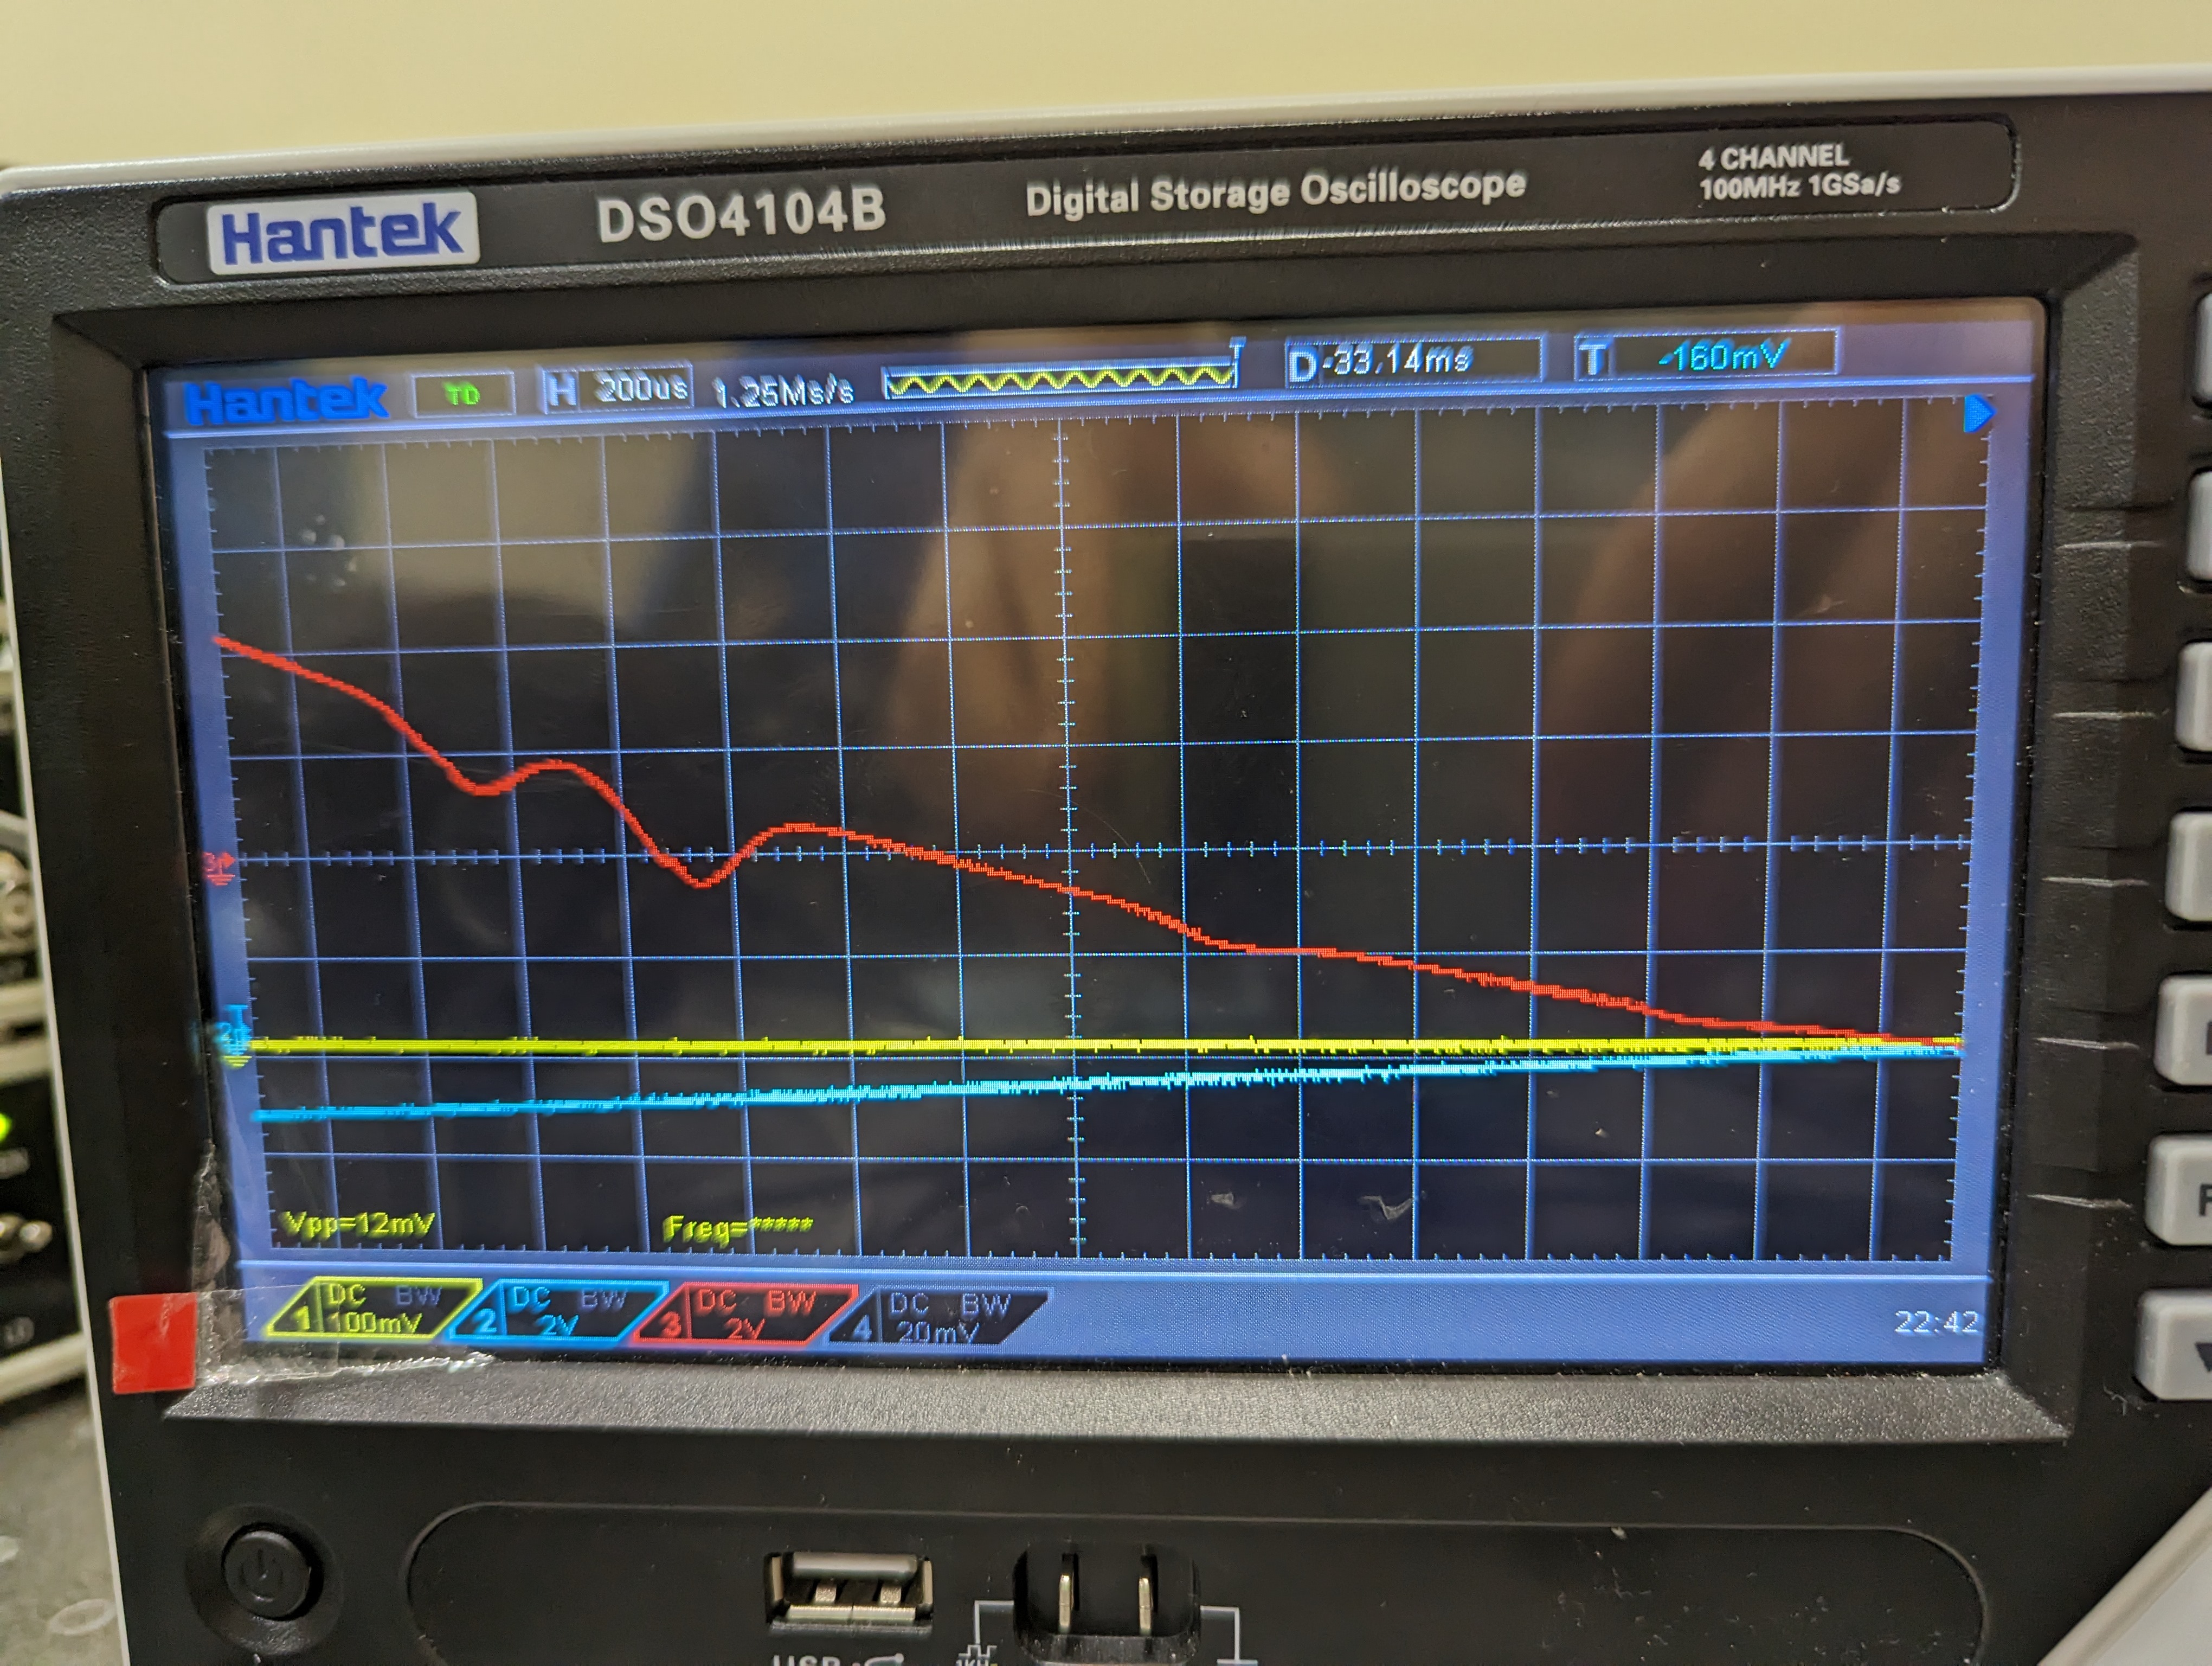 Hantek DSO4104B Digital Storage Oscilloscope 4 CHANNEL
100MHz 1GSa/s
Hantek TD H 200us 1.25Ms/s T D -33.14ms T -160mV
3
2
Vpp=12mV Freq=*****
1 DC BW 100mV
2 DC BW 2V
3 DC BW 2V
4 DC BW 20mV
22:42